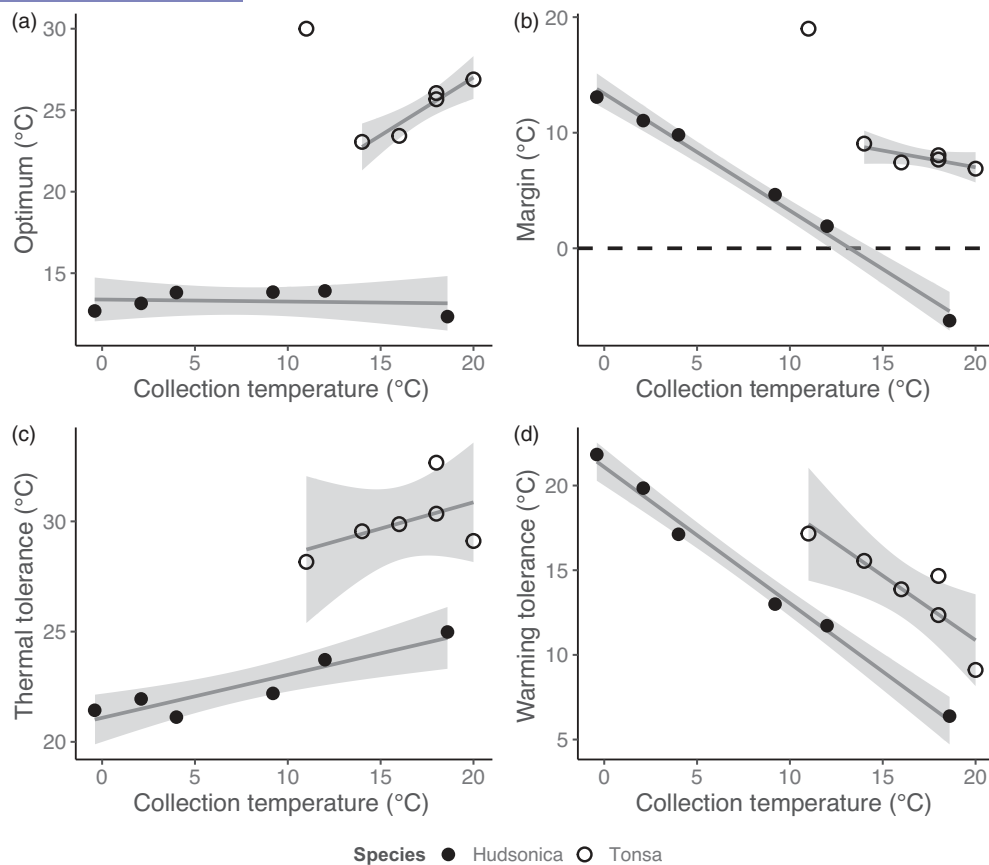 (a)
30
25
20
15
Optimum (°C)
0 5 10 15 20
Collection temperature (°C)
(b)
20
10
0
Margin (°C)
0 5 10 15 20
Collection temperature (°C)
(c)
30
25
20
Thermal tolerance (°C)
0 5 10 15 20
Collection temperature (°C)
(d)
20
15
10
5
Warming tolerance (°C)
0 5 10 15 20
Collection temperature (°C)
Species Hudsonica Tonsa